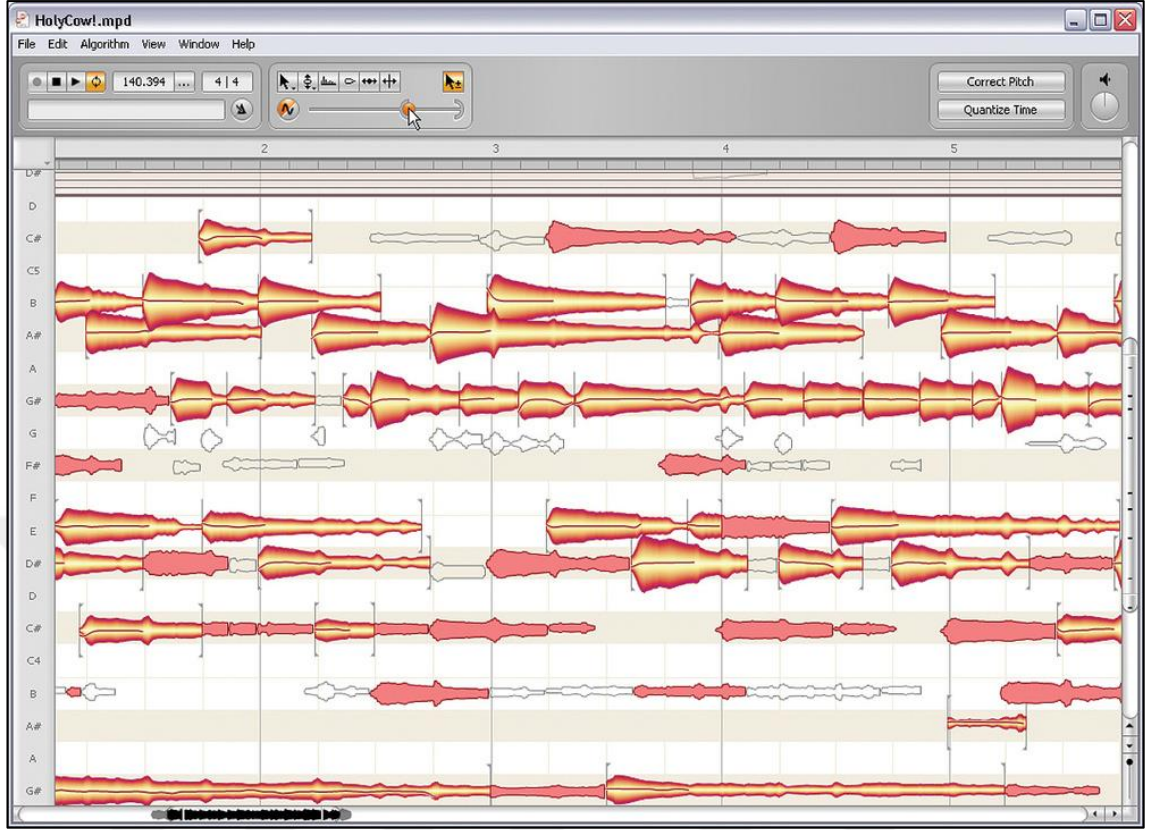 HolyCow!.mpd
File Edit Algorithm View Window Help
140.394 ... 4 | 4
Correct Pitch
Quantize Time
2 3 4 5
D#
D
C#
C5
B
A#
A
G#
G
F#
F
E
D#
D
C#
C4
B
A#
A
G#